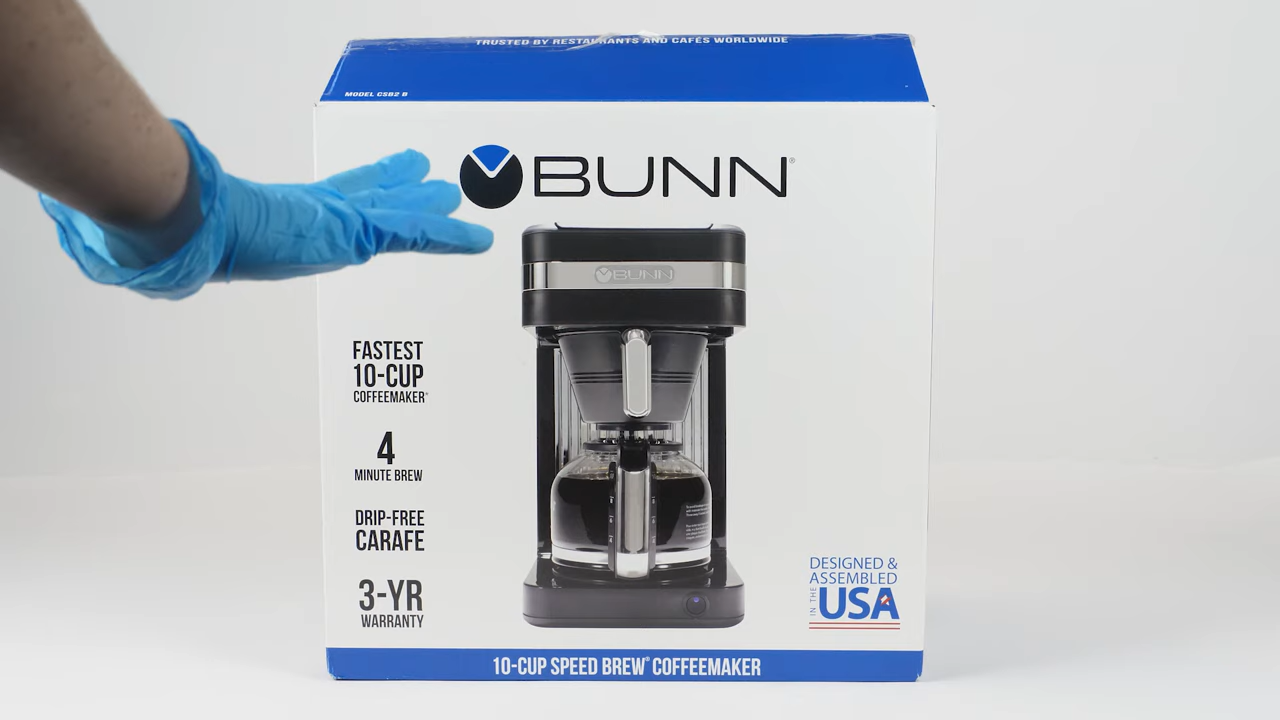 TRUSTED BY RESTAURANTS AND CAFÉS WORLDWIDE
MODEL CSB2 B
BUNN®
BUNN
FASTEST
10-CUP
COFFEEMAKER*
4
MINUTE BREW
DRIP-FREE
CARAFE
3-YR
WARRANTY
DESIGNED &
ASSEMBLED
IN THE USA
10-CUP SPEED BREW® COFFEEMAKER